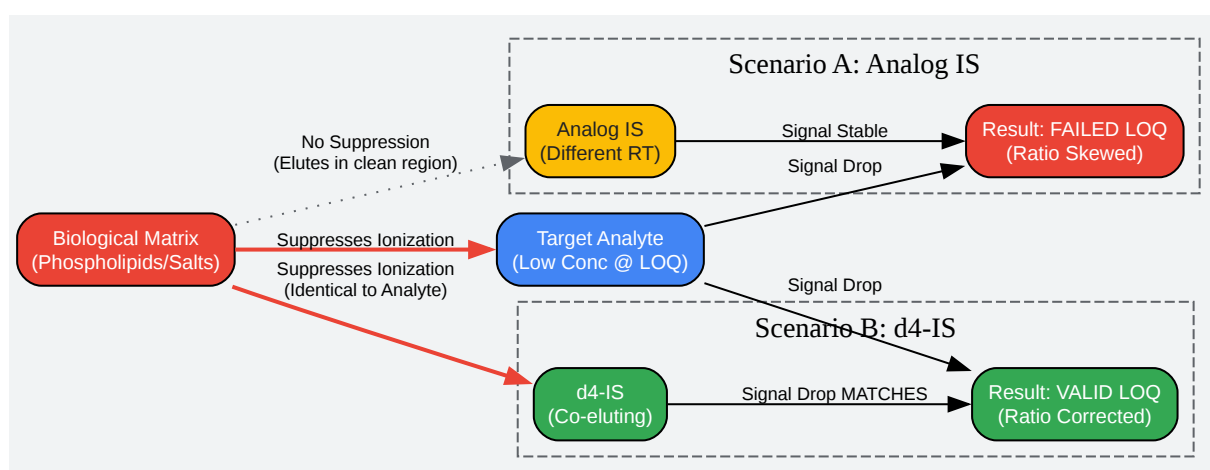 Scenario A: Analog IS
No Suppression
(Elutes in clean region)
Analog IS
(Different RT)
Signal Stable
Result: FAILED LOQ
(Ratio Skewed)
Signal Drop
Biological Matrix
(Phospholipids/Salts)
Suppresses Ionization
Target Analyte
(Low Conc @ LOQ)
Suppresses Ionization
(Identical to Analyte)
Signal Drop
Scenario B: d4-IS
d4-IS
(Co-eluting)
Signal Drop MATCHES
Result: VALID LOQ
(Ratio Corrected)